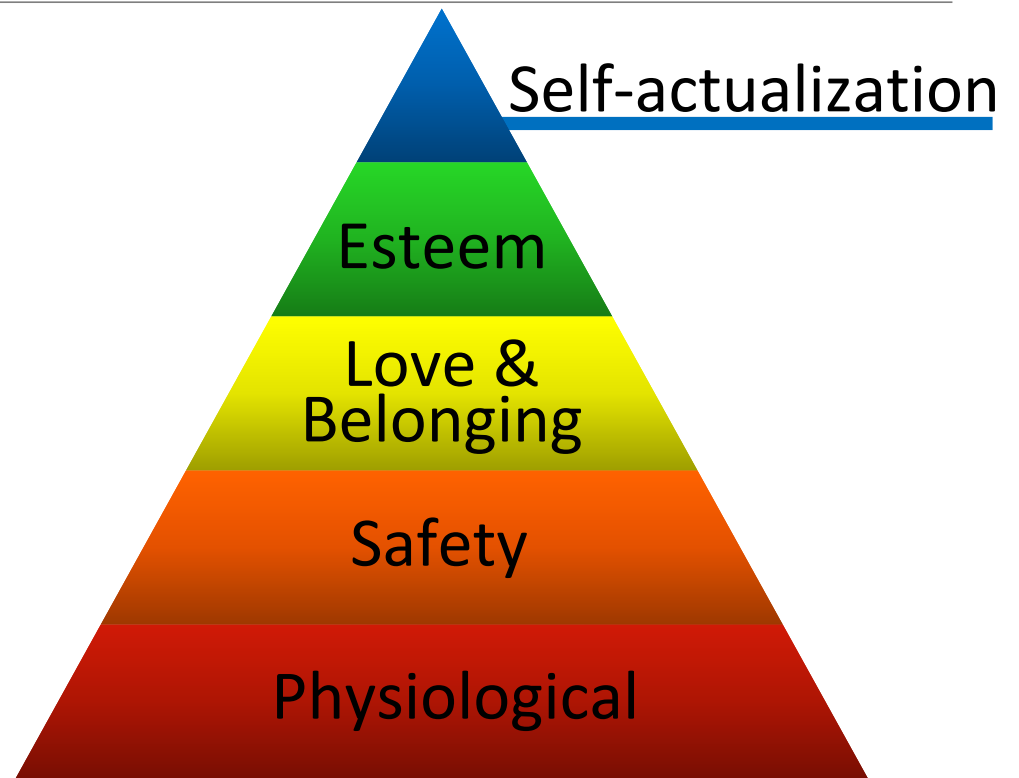 Self-actualization
Esteem
Love &
Belonging
Safety
Physiological